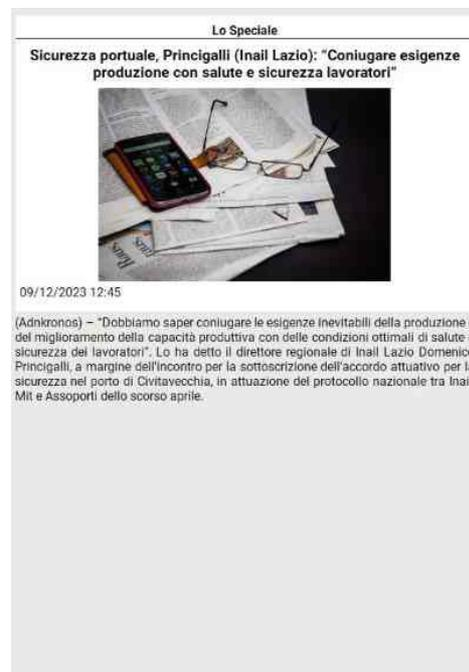 Lo Speciale
Sicurezza portuale, Princigalli (Inail Lazio): “Coniugare esigenze
produzione con salute e sicurezza lavoratori”
09/12/2023 12:45
(Adnkronos) – “Dobbiamo saper coniugare le esigenze inevitabili della produzione
del miglioramento della capacità produttiva con delle condizioni ottimali di salute
sicurezza dei lavoratori”. Lo ha detto il direttore regionale di Inail Lazio Domenico
Princigalli, a margine dell’incontro per la sottoscrizione dell’accordo attuativo per
sicurezza nel porto di Civitavecchia, in attuazione del protocollo nazionale tra Inail
Mit e Assoporti dello scorso aprile.